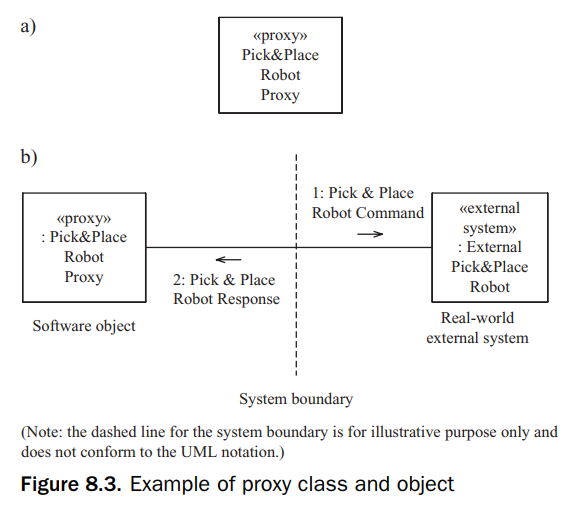 a)
«proxy»
Pick&Place
Robot
Proxy
b)
1: Pick & Place
Robot Command
«proxy»
: Pick&Place
Robot
Proxy
«external
system»
: External
Pick&Place
Robot
2: Pick & Place
Robot Response
Software object
Real-world
external system
System boundary
(Note: the dashed line for the system boundary is for illustrative purpose only and
does not conform to the UML notation.)
Figure 8.3. Example of proxy class and object